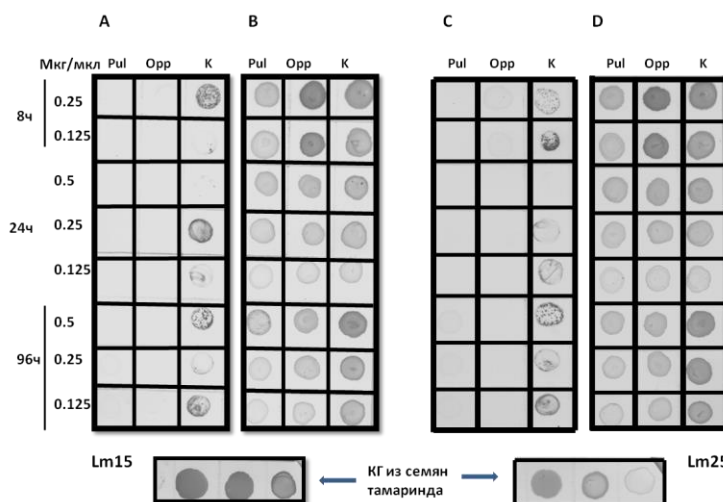 A B C D
Мкг/мкл Pul Opp K Pul Opp K Pul Opp K Pul Opp K
8ч 0.25
0.125
0.5
24ч 0.25
0.125
0.5
96ч 0.25
0.125
Lm15 КГ из семян Lm25
тамаринда